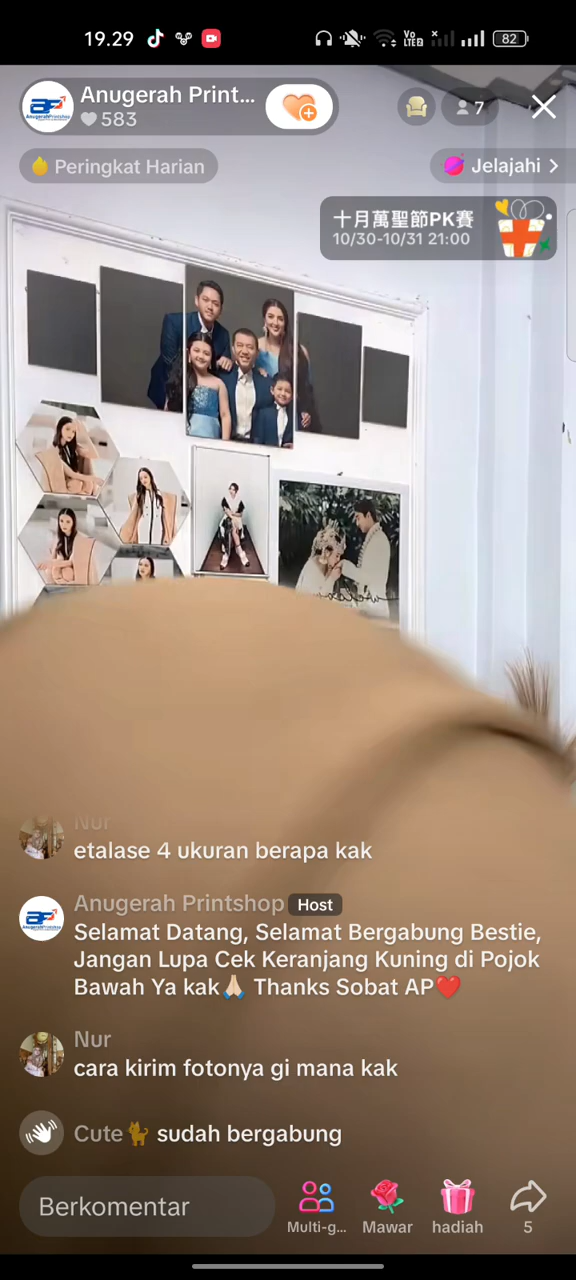 19.29
Vo
LTE2
82
Anugerah Print...
583
7
Peringkat Harian
Jelajahi
十月萬聖節PK賽
10/30-10/31 21:00
Nur
etalase 4 ukuran berapa kak
Anugerah Printshop Host
Selamat Datang, Selamat Bergabung Bestie,
Jangan Lupa Cek Keranjang Kuning di Pojok
Bawah Ya kak🙏🏻 Thanks Sobat AP❤️
Nur
cara kirim fotonya gi mana kak
Cute🐈 sudah bergabung
Berkomentar
Multi-g...
Mawar
hadiah
5